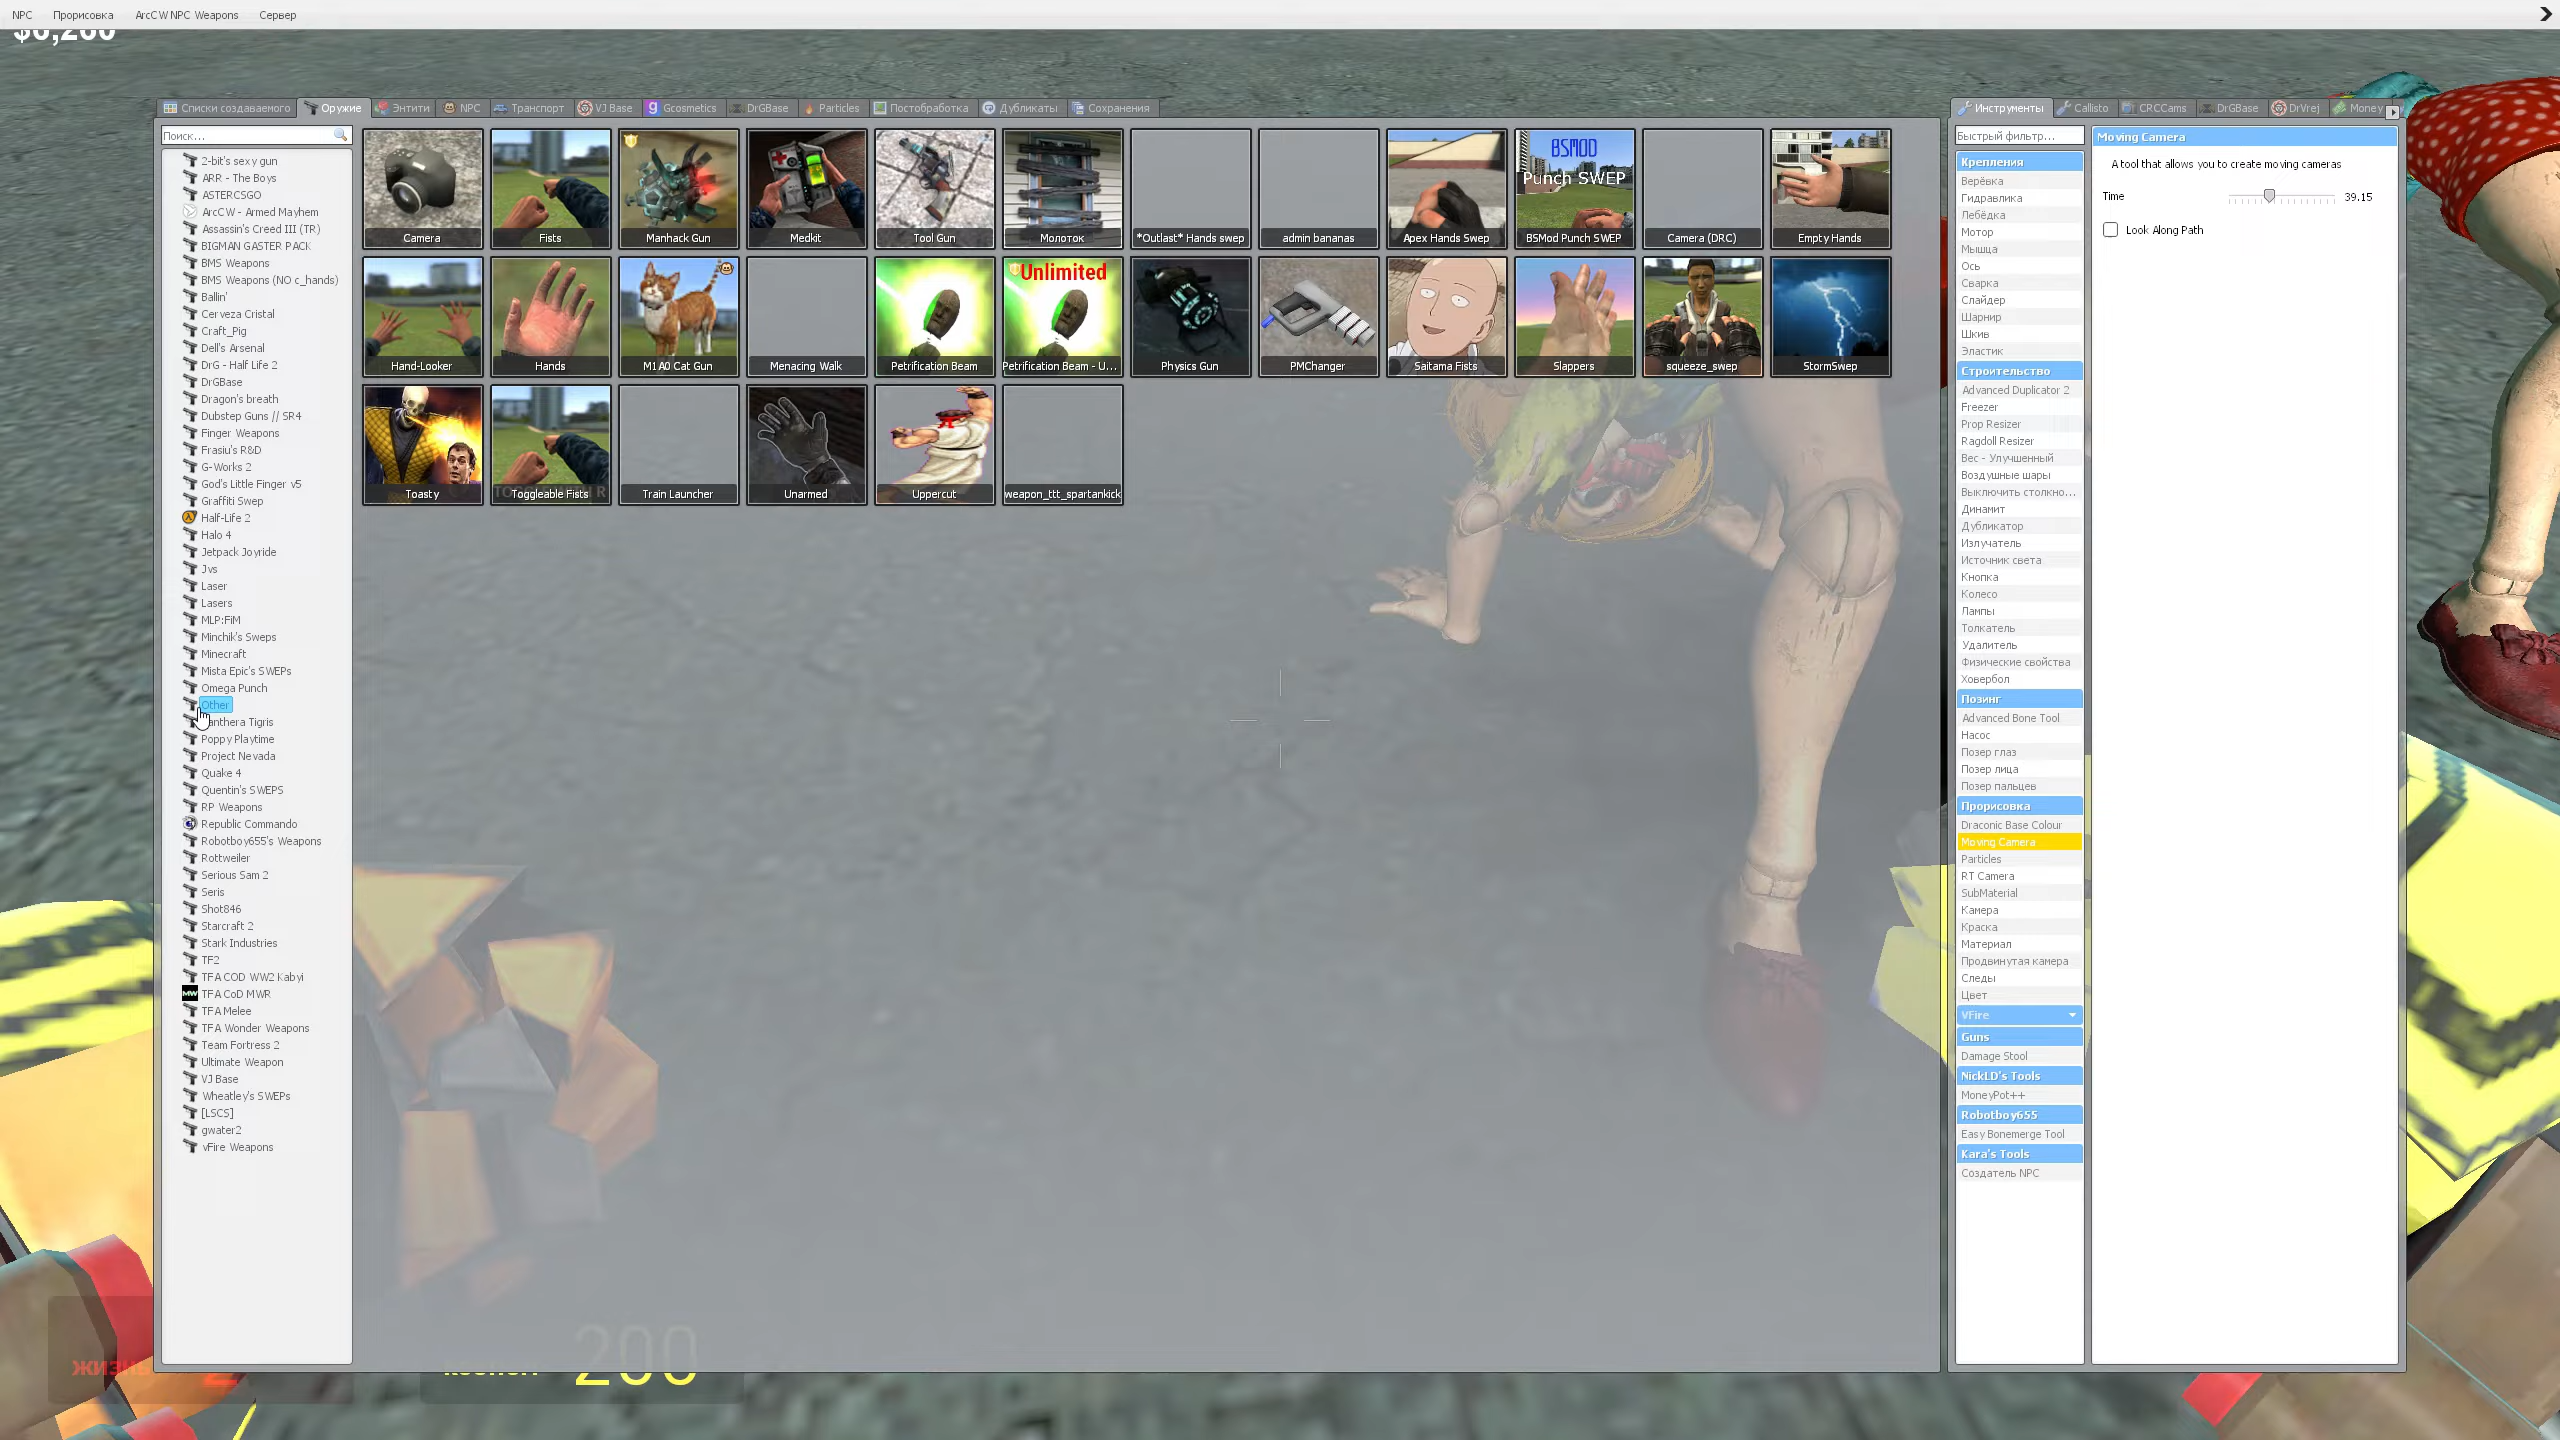 NPC Прорисовка ArcCW NPC Weapons Сервер
$6,200
Списки создаваемого Оружие Энтити NPC Транспорт VJ Base Gcosmetics DrGBase Particles Постобработка Дубликаты Сохранения
Поиск...
2-bit's sexy gun
ARR - The Boys
ASTERCSGO
ArcCW - Armed Mayhem
Assassin's Creed III (TR)
BIGMAN GASTER PACK
BMS Weapons
BMS Weapons (NO c_hands)
Ballin'
Cerveza Cristal
Craft_Pig
Dell's Arsenal
DrG - Half Life 2
DrGBase
Dragon's breath
Dubstep Guns // SR4
Finger Weapons
Frasiu's R&D
G-Works 2
God's Little Finger v5
Graffiti Swep
Half-Life 2
Halo 4
Jetpack Joyride
Jvs
Laser
Lasers
MLP:FiM
Minchik's Sweps
Minecraft
Mista Epic's SWEPs
Omega Punch
Other
anthera Tigris
Poppy Playtime
Project Nevada
Quake 4
Quentin's SWEPS
RP Weapons
Republic Commando
Robotboy655's Weapons
Rottweiler
Serious Sam 2
Seris
Shot846
Starcraft 2
Stark Industries
TF2
TFA COD WW2 Kabyi
MW TFA CoD MWR
TFA Melee
TFA Wonder Weapons
Team Fortress 2
Ultimate Weapon
VJ Base
Wheatley's SWEPs
[LSCS]
gwater2
vFire Weapons
BSMOD
Punch SWEP
Camera Fists Manhack Gun Medkit Tool Gun Молоток *Outlast* Hands swep admin bananas Apex Hands Swep BSMod Punch SWEP Camera (DRC) Empty Hands
Unlimited
Hand-Looker Hands M1A0 Cat Gun Menacing Walk Petrification Beam Petrification Beam - U... Physics Gun PMChanger Saitama Fists Slappers squeeze_swep StormSwep
Toasty Toggleable Fists Train Launcher Unarmed Uppercut weapon_ttt_spartankick
200
Инструменты Callisto CRCCams DrGBase DrVrej Money
Быстрый фильтр...
Крепления
Верёвка
Гидравлика
Лебёдка
Мотор
Мышца
Ось
Сварка
Слайдер
Шарнир
Шкив
Эластик
Строительство
Advanced Duplicator 2
Freezer
Prop Resizer
Ragdoll Resizer
Вес - Улучшенный
Воздушные шары
Выключить столкно...
Динамит
Дубликатор
Излучатель
Источник света
Кнопка
Колесо
Лампы
Толкатель
Удалитель
Физические свойства
Ховербол
Позинг
Advanced Bone Tool
Насос
Позер глаз
Позер лица
Позер пальцев
Прорисовка
Draconic Base Colour
Moving Camera
Particles
RT Camera
SubMaterial
Камера
Краска
Материал
Продвинутая камера
Следы
Цвет
VFire
Guns
Damage Stool
NickLD's Tools
MoneyPot++
Robotboy655
Easy Bonemerge Tool
Kara's Tools
Создатель NPC
Moving Camera
A tool that allows you to create moving cameras
Time 39.15
Look Along Path